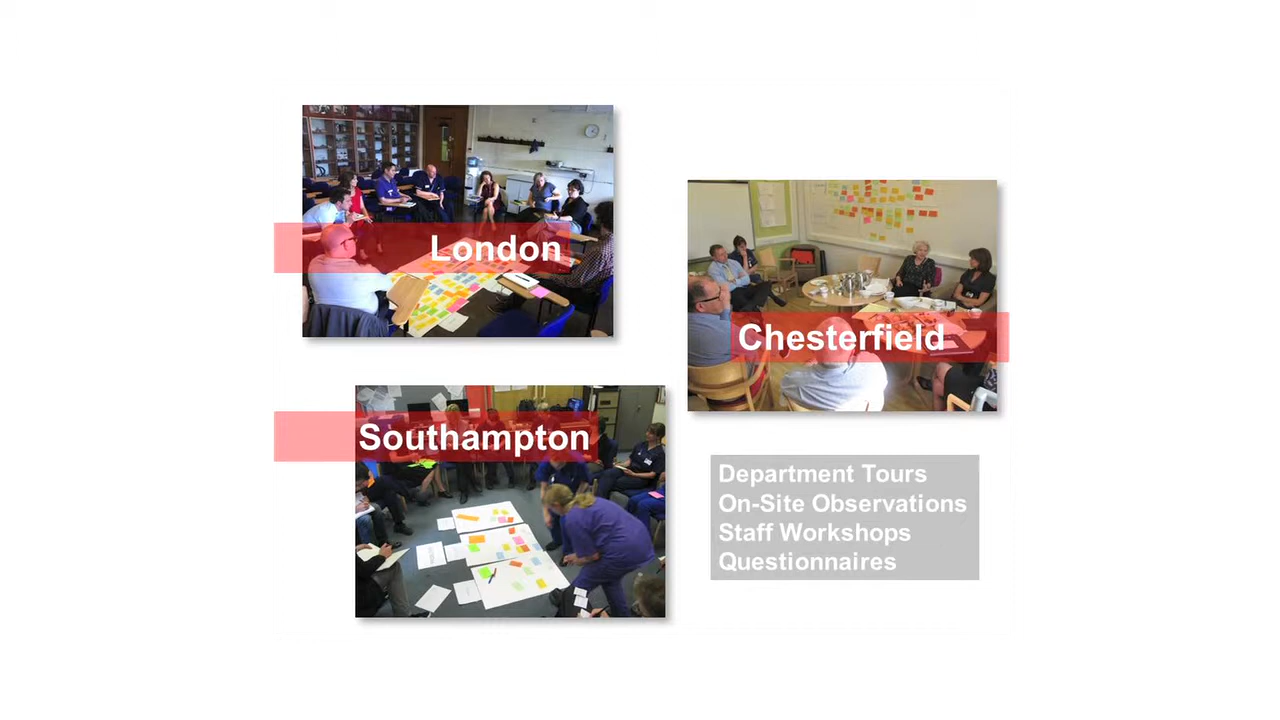 London
Chesterfield
Southampton
Department Tours
On-Site Observations
Staff Workshops
Questionnaires